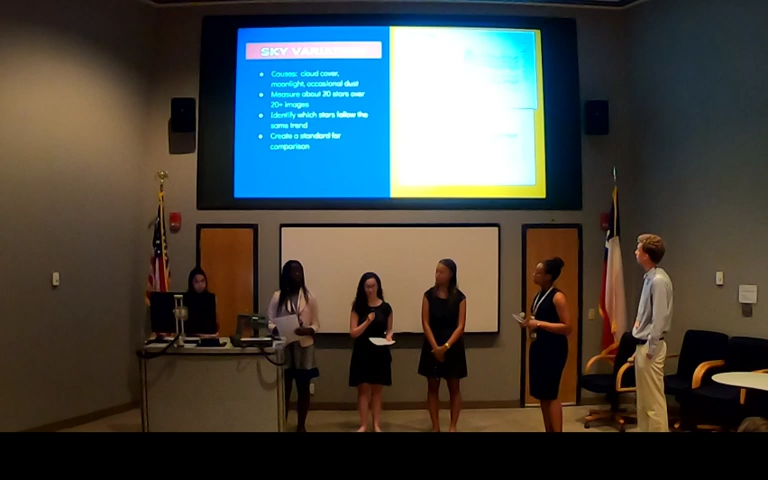 SKY VARIATION
Causes: cloud cover,
moonlight, occasional dust
Measure about 20 stars over
20+ images
Identify which stars follow the
same trend
Create a standard for
comparison